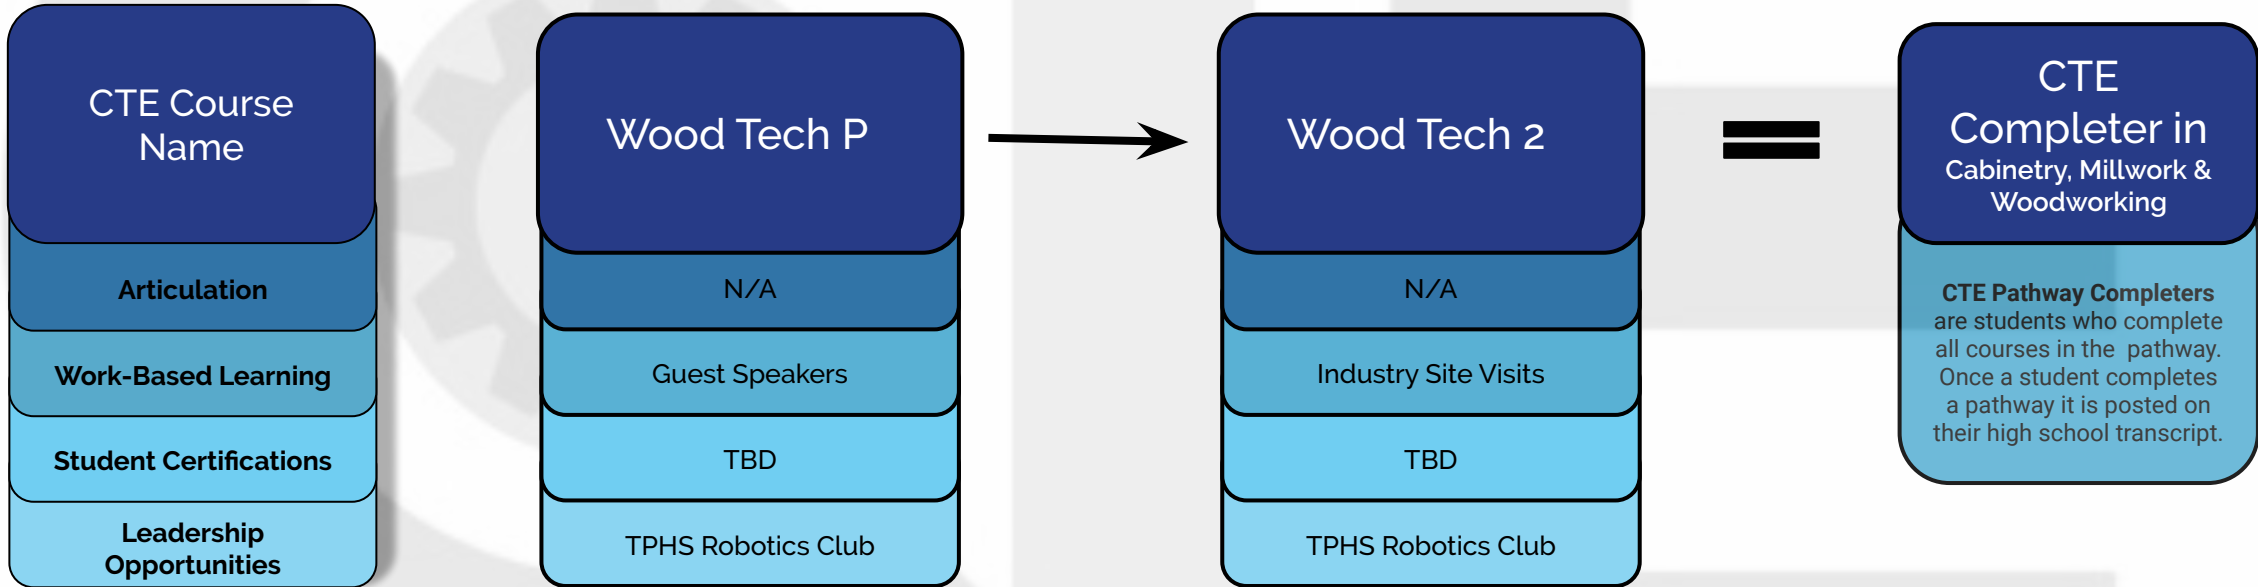 CTE Course
Name
Articulation
Work-Based Learning
Student Certifications
Leadership
Opportunities
Wood Tech P
N/A
Guest Speakers
TBD
TPHS Robotics Club
Wood Tech 2
N/A
Industry Site Visits
TBD
TPHS Robotics Club
CTE
Completer in
Cabinetry, Millwork &
Woodworking
CTE Pathway Completers
are students who complete
all courses in the pathway.
Once a student completes
a pathway it is posted on
their high school transcript.